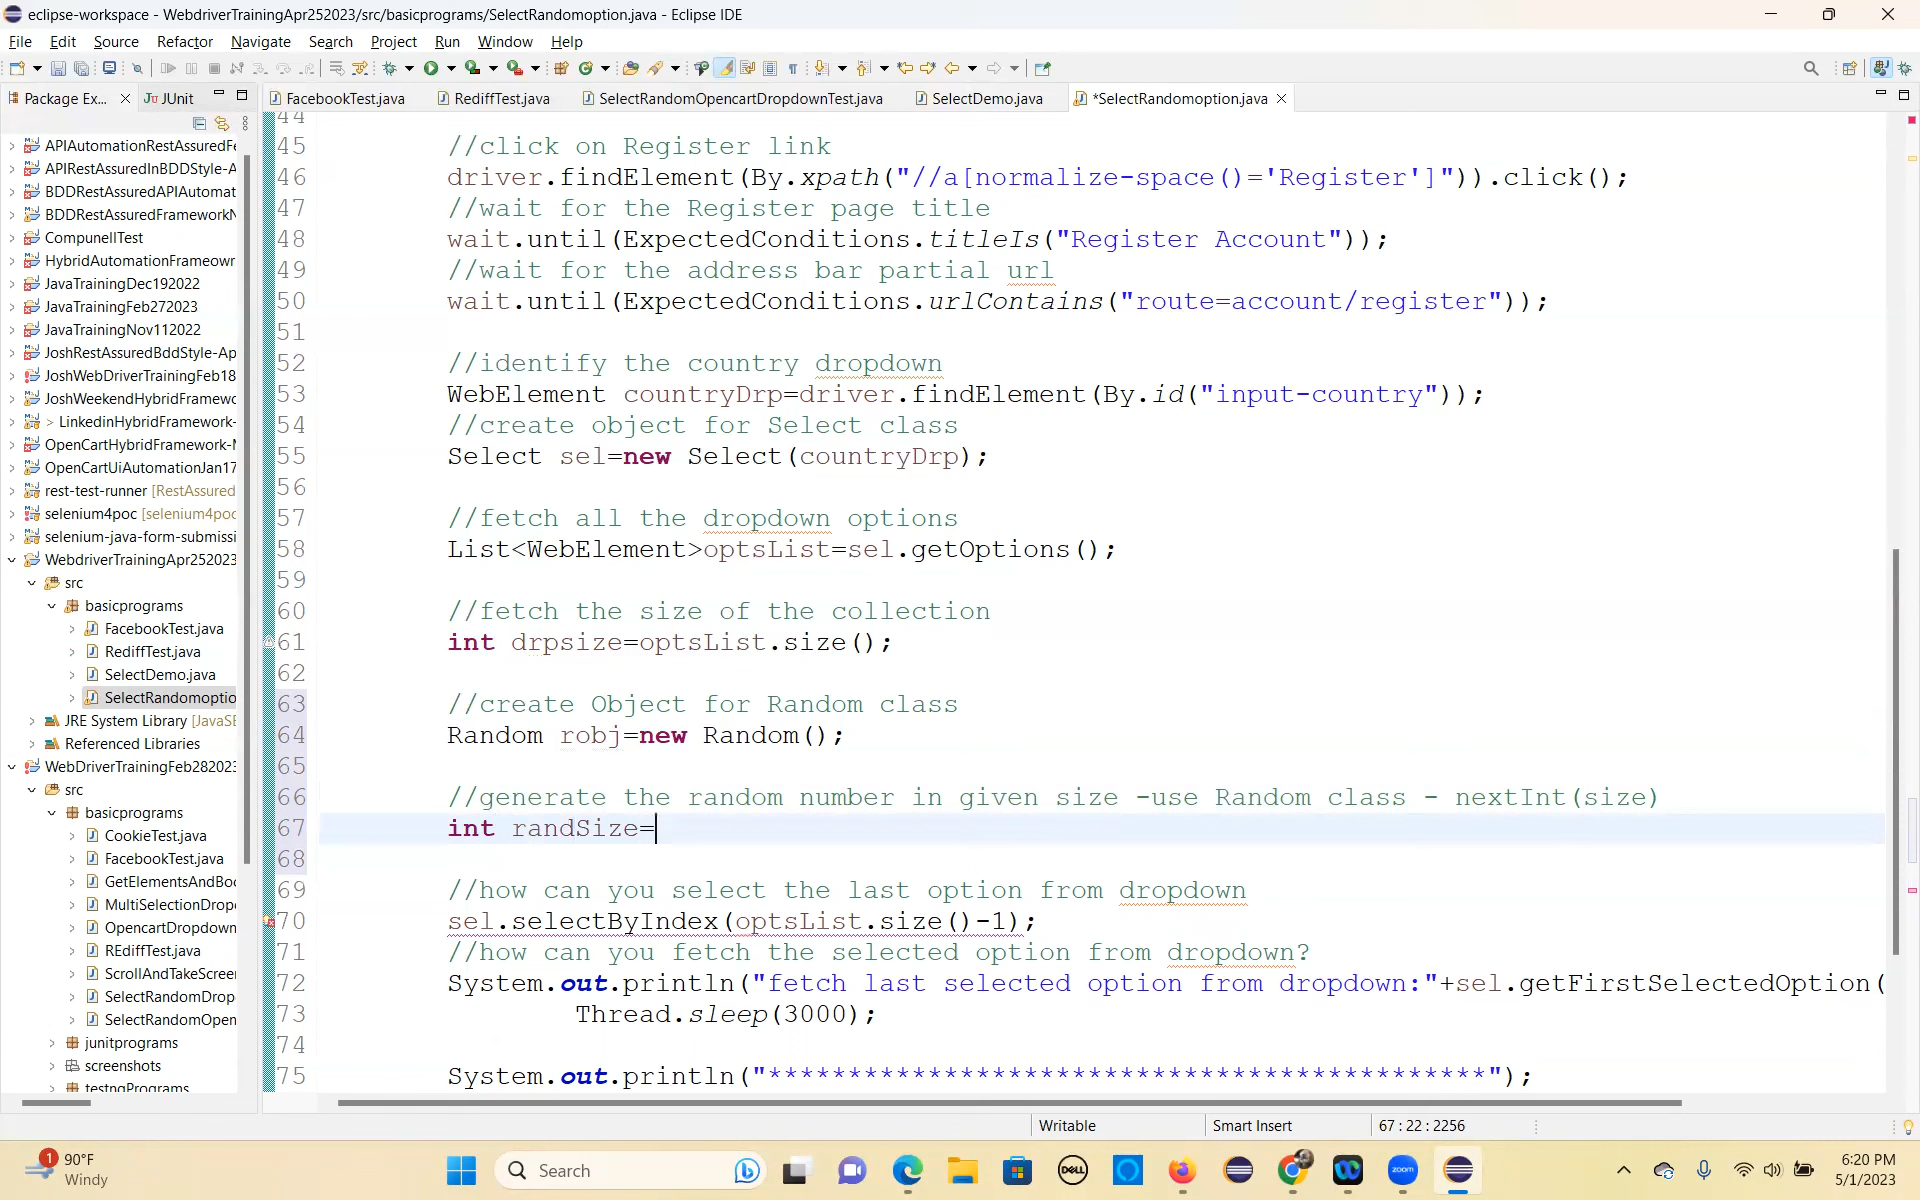 eclipse-workspace - WebdriverTrainingApr252023/src/basicprograms/SelectRandomoption.java - Eclipse IDE
File Edit Source Refactor Navigate Search Project Run Window Help
Package Ex... JUnit
FacebookTest.java RediffTest.java SelectRandomOpencartDropdownTest.java SelectDemo.java *SelectRandomoption.java
APIAutomationRestAssuredFe
APIRestAssuredInBDDStyle-A
BDDRestAssuredAPIAutomat
BDDRestAssuredFrameworkN
CompunellTest
HybridAutomationFrameowr
JavaTrainingDec192022
JavaTrainingFeb272023
JavaTrainingNov112022
JoshRestAssuredBddStyle-Ap
JoshWebDriverTrainingFeb18
JoshWeekendHybridFramewo
> LinkedinHybridFramework-
OpenCartHybridFramework-M
OpenCartUiAutomationJan17
rest-test-runner [RestAssured
selenium4poc [selenium4poc
selenium-java-form-submissi
WebdriverTrainingApr252023
src
basicprograms
FacebookTest.java
RediffTest.java
SelectDemo.java
SelectRandomoptio
JRE System Library [JavaSE
Referenced Libraries
WebDriverTrainingFeb282023
src
basicprograms
CookieTest.java
FacebookTest.java
GetElementsAndBo
MultiSelectionDrop
OpencartDropdown
REdiffTest.java
ScrollAndTakeScreen
SelectRandomDrop
SelectRandomOpen
junitprograms
screenshots
testngPrograms
44
45 //click on Register link
46 driver.findElement(By.xpath("//a[normalize-space()='Register']")).click();
47 //wait for the Register page title
48 wait.until(ExpectedConditions.titleIs("Register Account"));
49 //wait for the address bar partial url
50 wait.until(ExpectedConditions.urlContains("route=account/register"));
51
52 //identify the country dropdown
53 WebElement countryDrp=driver.findElement(By.id("input-country"));
54 //create object for Select class
55 Select sel=new Select(countryDrp);
56
57 //fetch all the dropdown options
58 List<WebElement>optsList=sel.getOptions();
59
60 //fetch the size of the collection
61 int drpsize=optsList.size();
62
63 //create Object for Random class
64 Random robj=new Random();
65
66 //generate the random number in given size -use Random class - nextInt(size)
67 int randSize=
68
69 //how can you select the last option from dropdown
70 sel.selectByIndex(optsList.size()-1);
71 //how can you fetch the selected option from dropdown?
72 System.out.println("fetch last selected option from dropdown:"+sel.getFirstSelectedOption(
73 Thread.sleep(3000);
74
75 System.out.println("*********************************************");
Writable Smart Insert 67 : 22 : 2256
1
90°F
Windy
Search
DELL
zoom
6:20 PM
5/1/2023